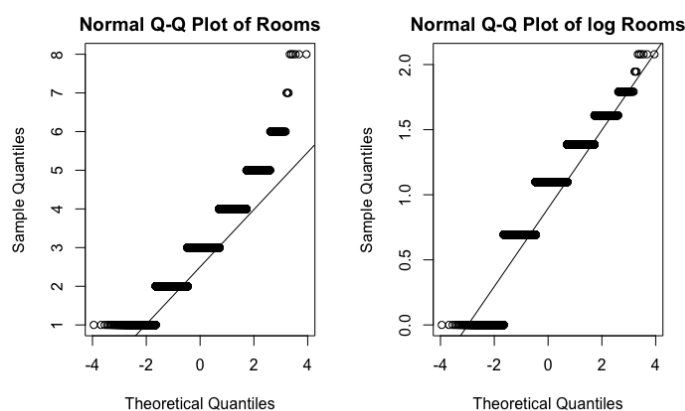 Normal Q-Q Plot of Rooms
Sample Quantiles
8
7
6
5
4
3
2
1
-4 -2 0 2 4
Theoretical Quantiles
Normal Q-Q Plot of log Rooms
Sample Quantiles
2.0
1.5
1.0
0.5
0.0
-4 -2 0 2 4
Theoretical Quantiles